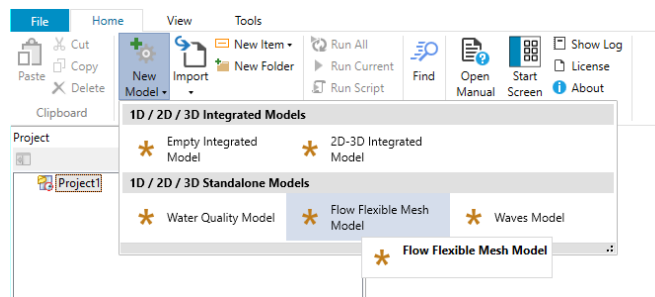 File Home View Tools
Cut New Item Run All Show Log
Copy New Folder Run Current License
Paste Delete New Model Import Run Script Find Open Manual Start Screen About
Clipboard
1D / 2D / 3D Integrated Models
Project
Empty Integrated Model 2D-3D Integrated Model
Project1
1D / 2D / 3D Standalone Models
Water Quality Model Flow Flexible Mesh Model Waves Model
Flow Flexible Mesh Model